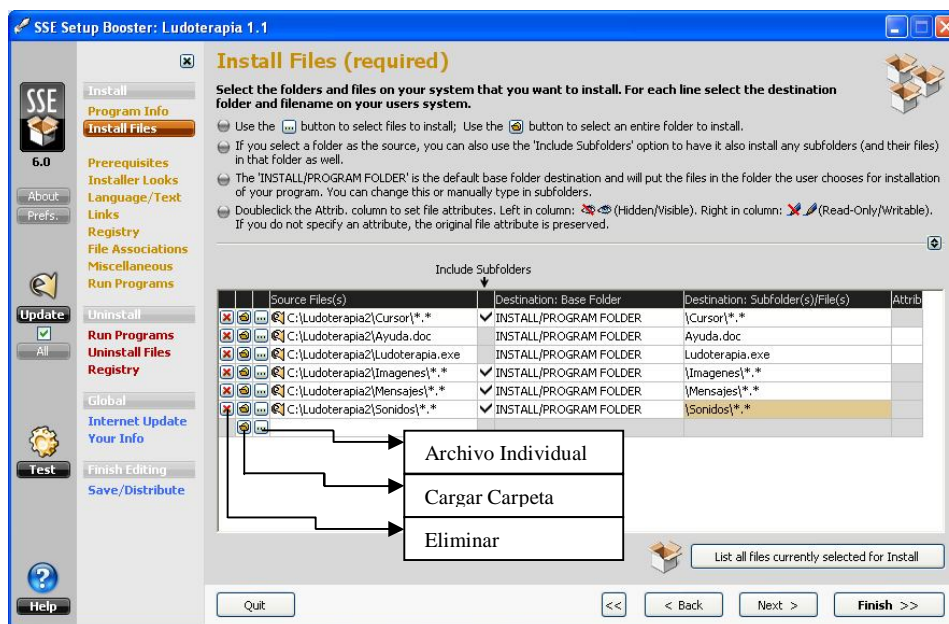 SSE Setup Booster: Ludoterapia 1.1
SSE
6.0
About
Prefs.
Update
All
Test
Help
Install
Program Info
Install Files
Prerequisites
Installer Looks
Language/Text
Links
Registry
File Associations
Miscellaneous
Run Programs
Uninstall
Run Programs
Uninstall Files
Registry
Global
Internet Update
Your Info
Finish Editing
Save/Distribute
Install Files (required)
Select the folders and files on your system that you want to install. For each line select the destination
folder and filename on your users system.
Use the ... button to select files to install; Use the button to select an entire folder to install.
If you select a folder as the source, you can also use the 'Include Subfolders' option to have it also install any subfolders (and their files)
in that folder as well.
The 'INSTALL/PROGRAM FOLDER' is the default base folder destination and will put the files in the folder the user chooses for installation
of your program. You can change this or manually type in subfolders.
Doubleclick the Attrib. column to set file attributes. Left in column: (Hidden/Visible). Right in column: (Read-Only/Writable).
If you do not specify an attribute, the original file attribute is preserved.
Include Subfolders
Source Files(s) Destination: Base Folder Destination: Subfolder(s)/File(s) Attrib
... C:\Ludoterapia2\Cursor\*.* INSTALL/PROGRAM FOLDER \Cursor\*.*
... C:\Ludoterapia2\Ayuda.doc INSTALL/PROGRAM FOLDER Ayuda.doc
... C:\Ludoterapia2\Ludoterapia.exe INSTALL/PROGRAM FOLDER Ludoterapia.exe
... C:\Ludoterapia2\Imagenes\*.* INSTALL/PROGRAM FOLDER \Imagenes\*.*
... C:\Ludoterapia2\Mensajes\*.* INSTALL/PROGRAM FOLDER \Mensajes\*.*
... C:\Ludoterapia2\Sonidos\*.* INSTALL/PROGRAM FOLDER \Sonidos\*.*
...
Archivo Individual
Cargar Carpeta
Eliminar
List all files currently selected for Install
Quit
<<
< Back
Next >
Finish >>